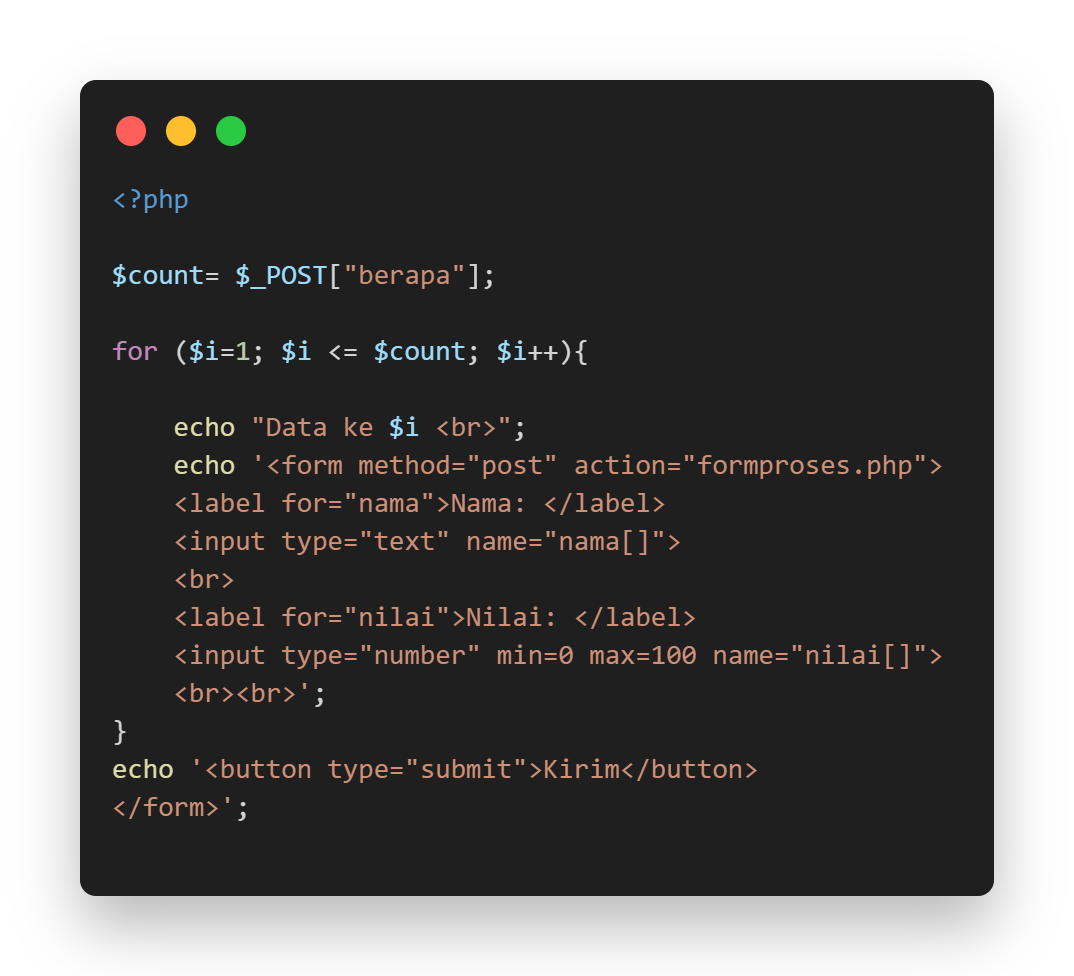 <?php
$count= $_POST["berapa"];
for ($i=1; $i <= $count; $i++){
    echo "Data ke $i <br>";
    echo '<form method="post" action="formproses.php">
    <label for="nama">Nama: </label>
    <input type="text" name="nama[]">
    <br>
    <label for="nilai">Nilai: </label>
    <input type="number" min=0 max=100 name="nilai[]">
    <br><br>';
}
echo '<button type="submit">Kirim</button>
</form>';